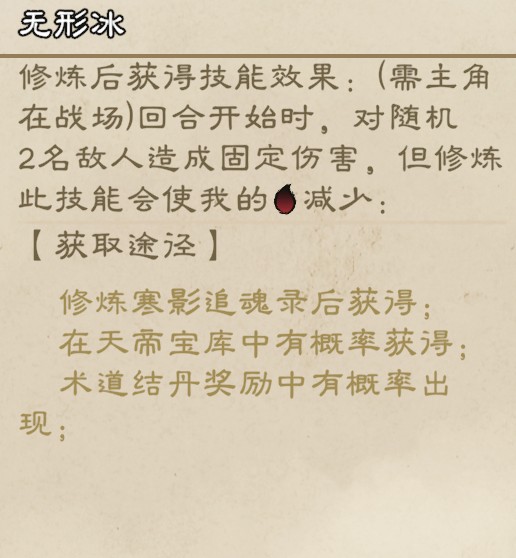 无形冰
修炼后获得技能效果：(需主角
在战场)回合开始时，对随机
2名敌人造成固定伤害，但修炼
此技能会使我的减少：
【获取途径】
修炼寒影追魂录后获得；
在天帝宝库中有概率获得；
术道结丹奖励中有概率出
现；